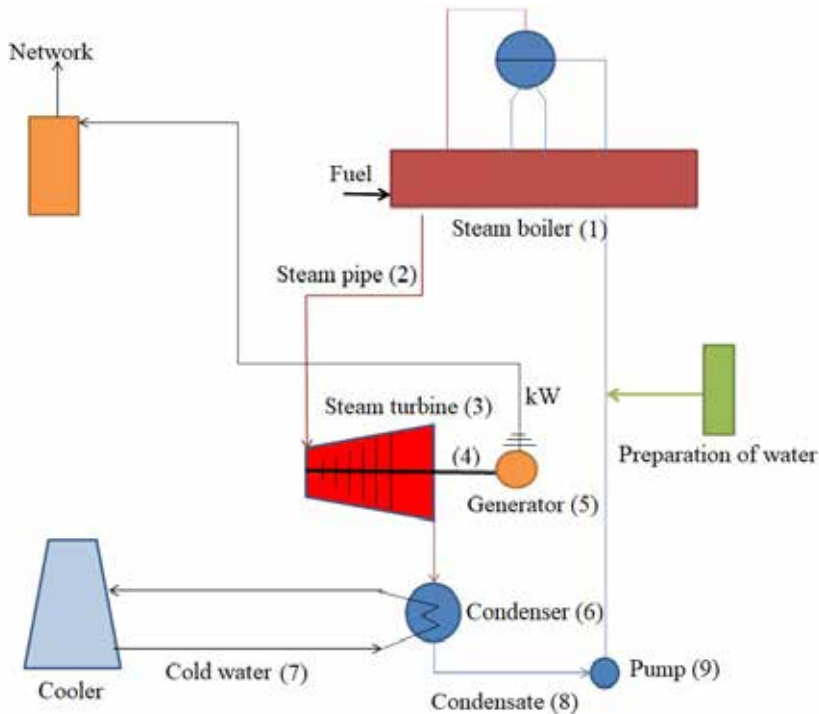 Network
Fuel
Steam boiler (1)
Steam pipe (2)
kW
Steam turbine (3)
(4)
Preparation of water
Generator (5)
Condenser (6)
Cold water (7)
Pump (9)
Cooler
Condensate (8)